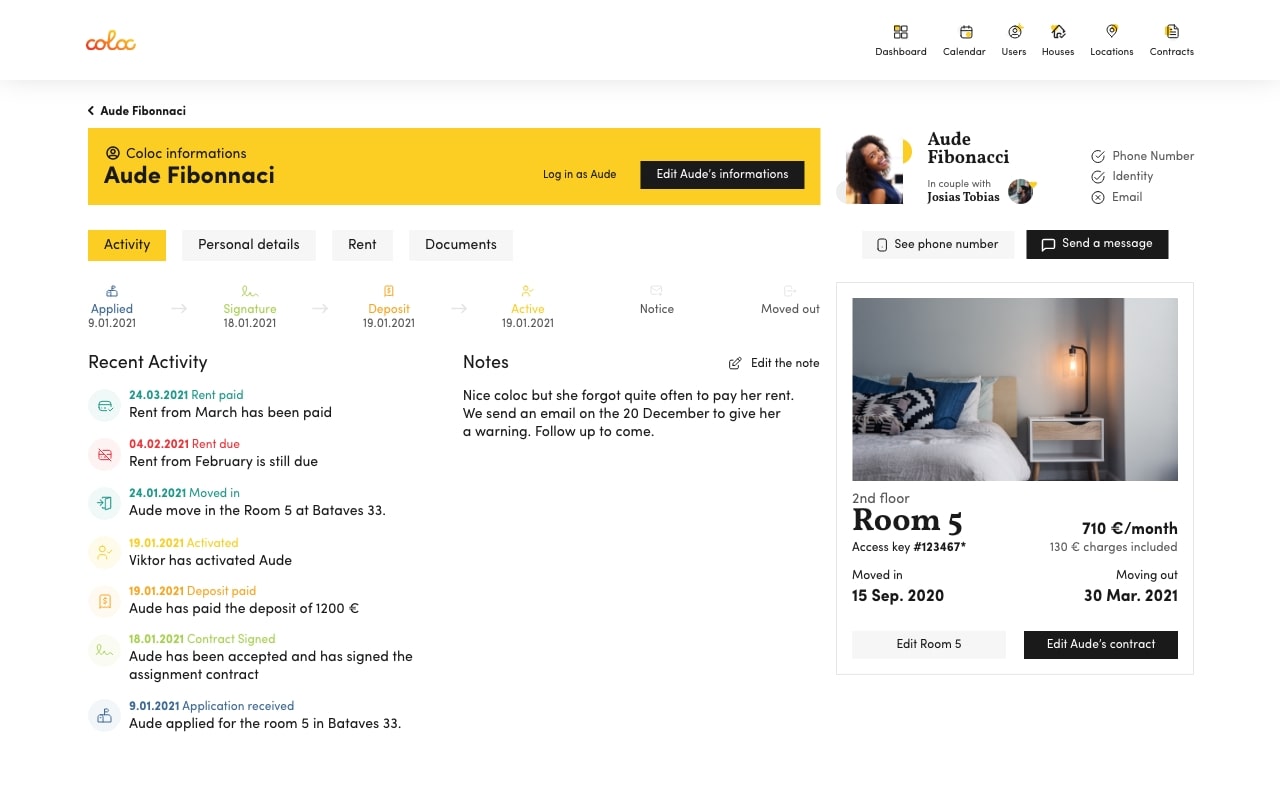 coloc
Dashboard
Calendar
Users
Houses
Locations
Contracts
Aude Fibonnaci
Coloc informations
Aude Fibonnaci
Log in as Aude
Edit Aude's informations
Aude
Fibonacci
In couple with
Josias Tobias
Phone Number
Identity
Email
Activity
Personal details
Rent
Documents
See phone number
Send a message
Applied
9.01.2021
Signature
18.01.2021
Deposit
19.01.2021
Active
19.01.2021
Notice
Moved out
Recent Activity
24.03.2021 Rent paid
Rent from March has been paid
04.02.2021 Rent due
Rent from February is still due
24.01.2021 Moved in
Aude move in the Room 5 at Bataves 33.
19.01.2021 Activated
Viktor has activated Aude
19.01.2021 Deposit paid
Aude has paid the deposit of 1200 €
18.01.2021 Contract Signed
Aude has been accepted and has signed the
assignment contract
9.01.2021 Application received
Aude applied for the room 5 in Bataves 33.
Notes
Edit the note
Nice coloc but she forgot quite often to pay her rent.
We send an email on the 20 December to give her
a warning. Follow up to come.
2nd floor
Room 5
710 €/month
Access key #123467*
130 € charges included
Moved in
Moving out
15 Sep. 2020
30 Mar. 2021
Edit Room 5
Edit Aude's contract